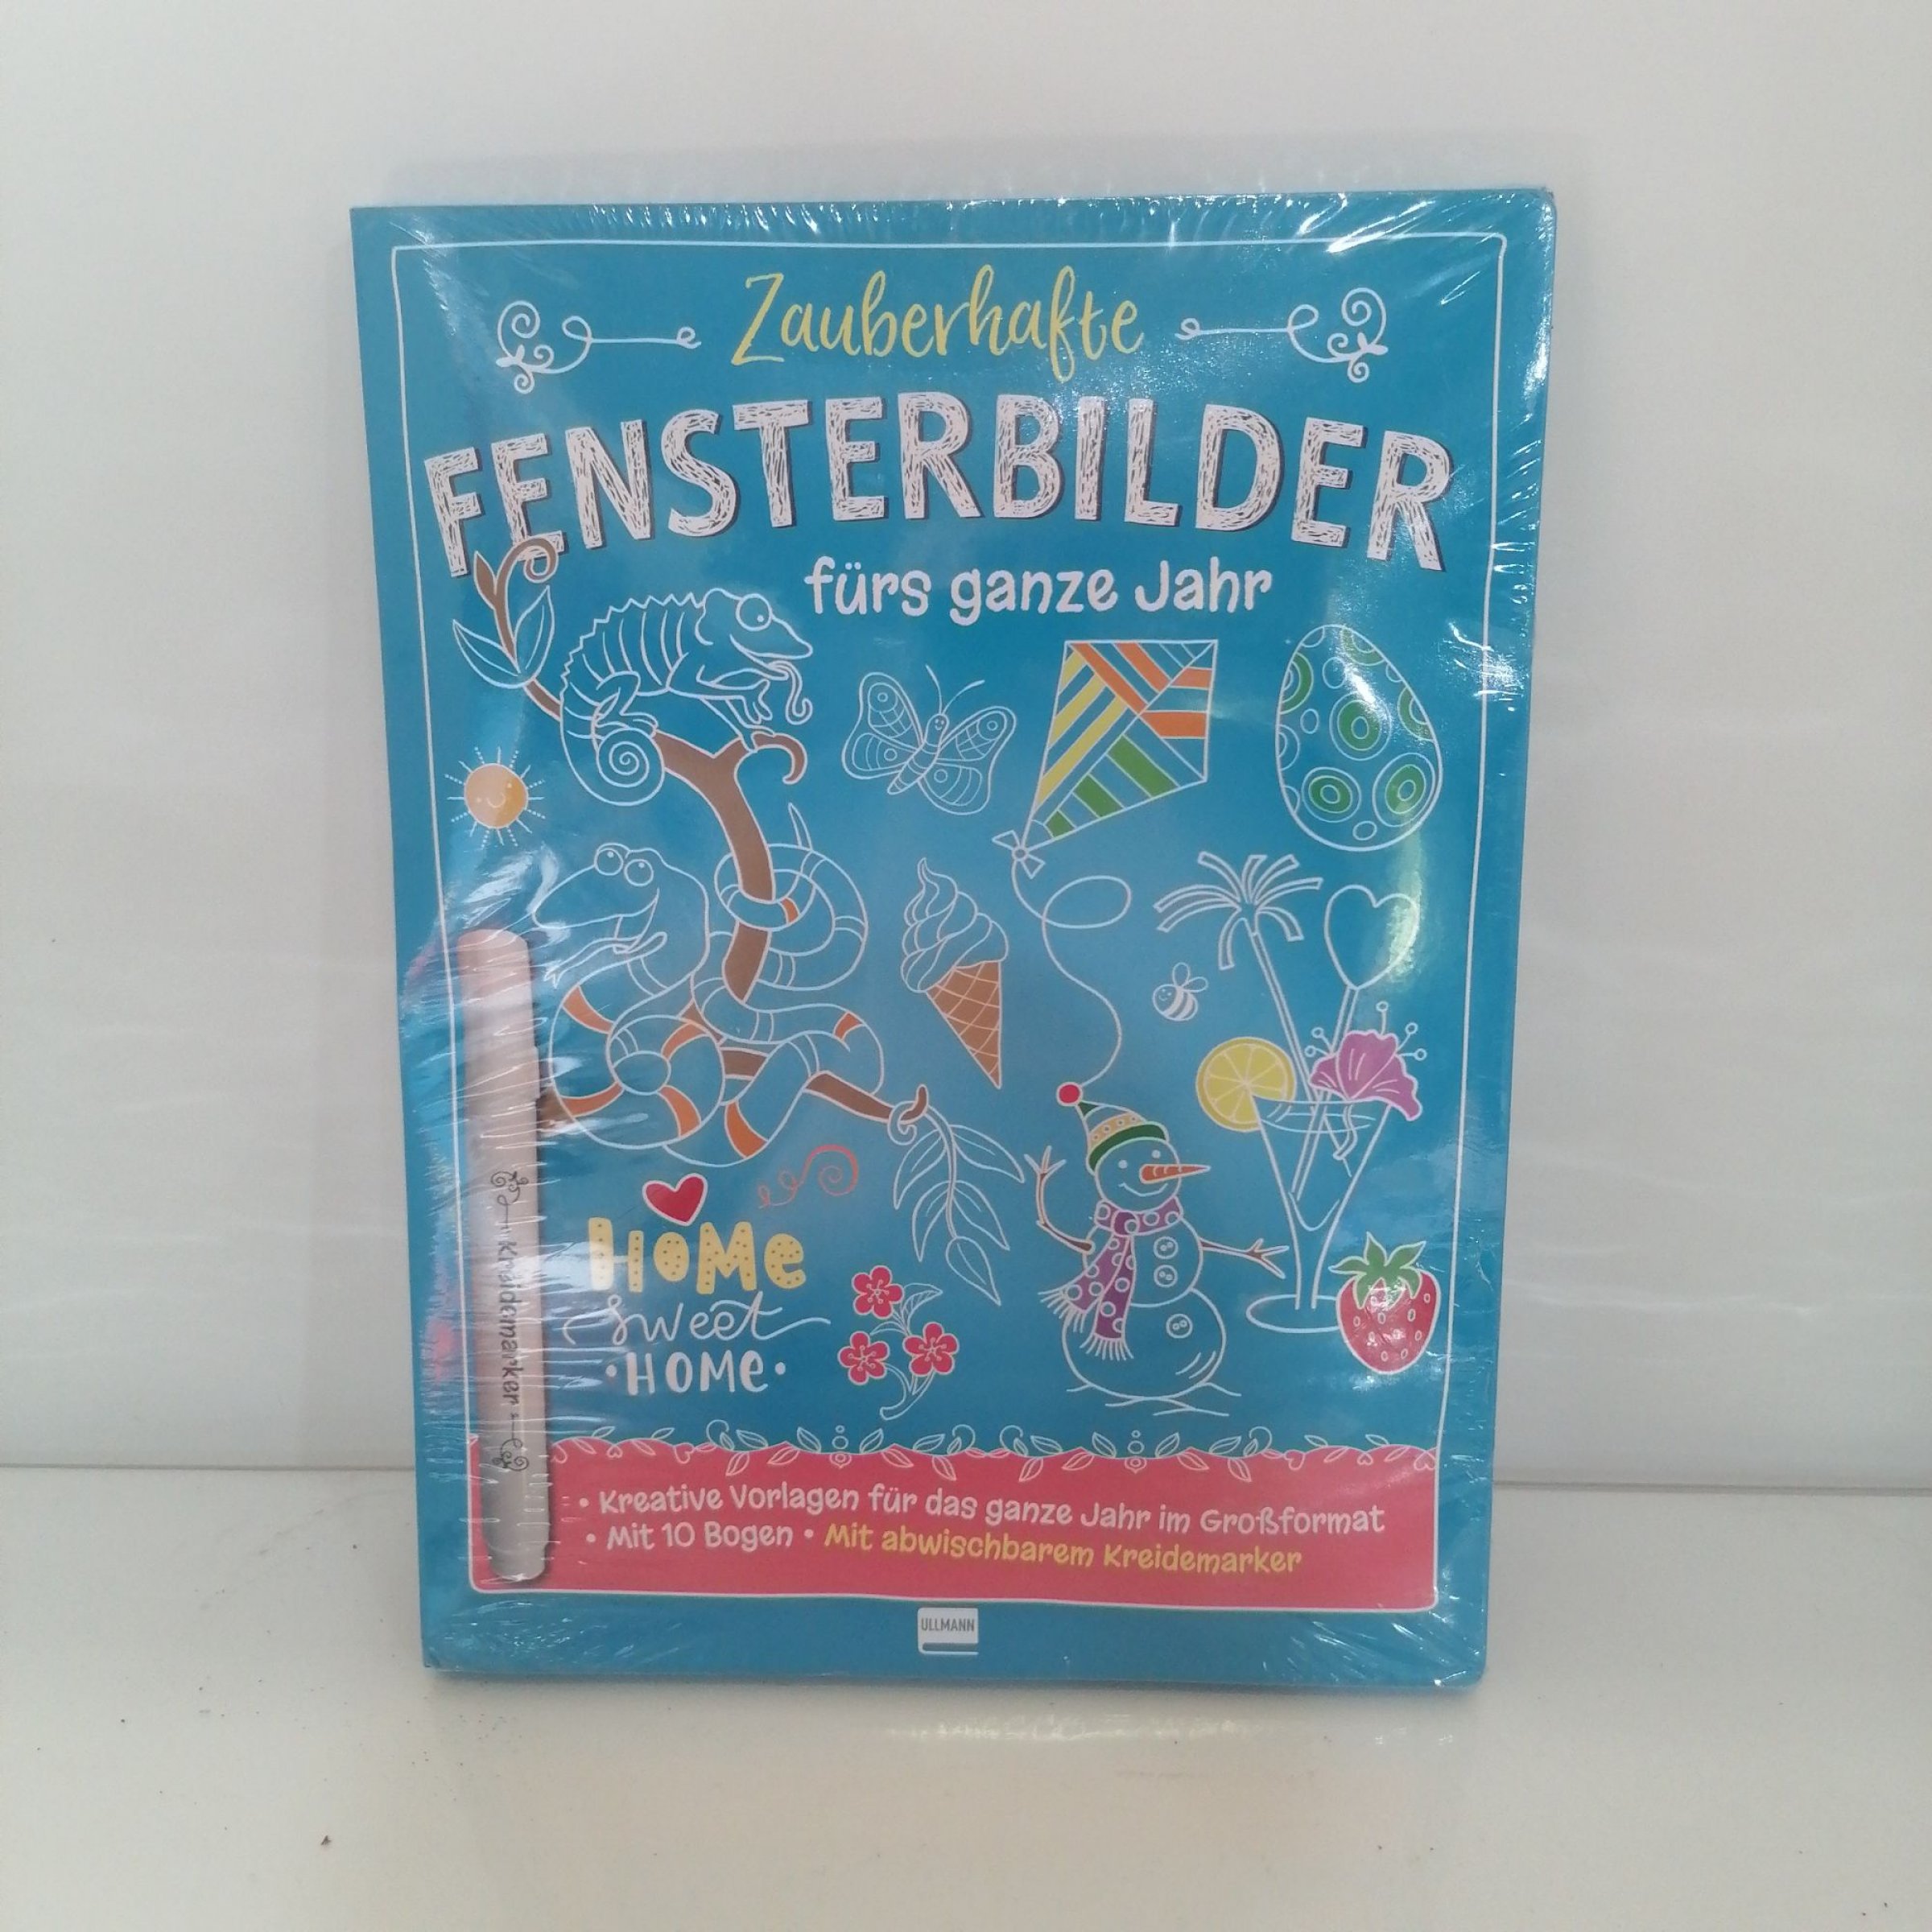 Zauberhafte
FENSTERBILDER
fürs ganze Jahr
HoMe
sweet
• HOMe •
Kreidemarker
• Kreative Vorlagen für das ganze Jahr im Großformat
• Mit 10 Bogen • Mit abwischbarem Kreidemarker
ULLMANN